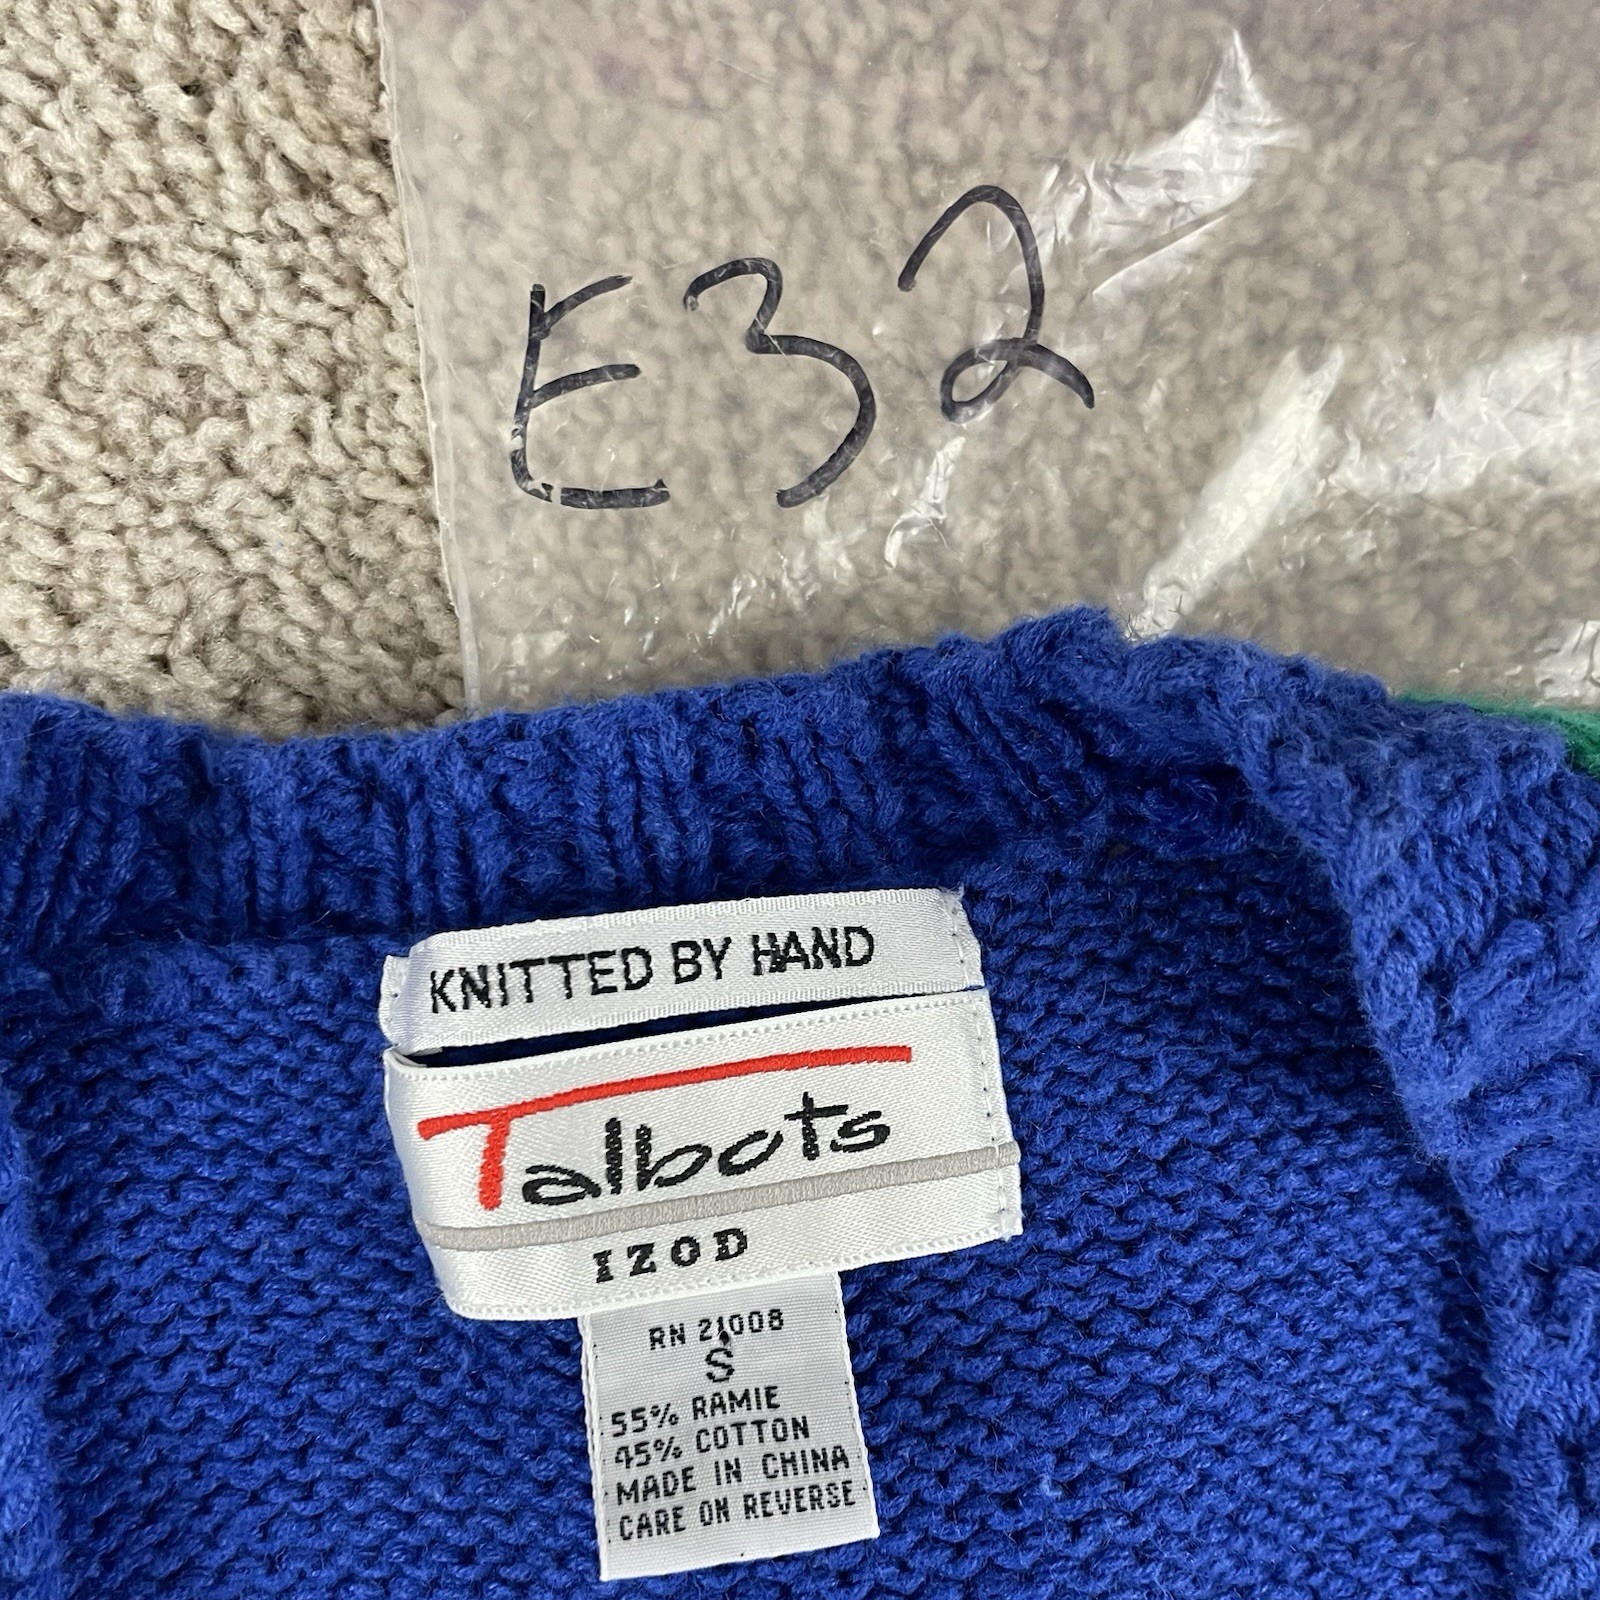 E32
KNITTED BY HAND
Talbots
IZOD
RN 21008
S
55% RAMIE
45% COTTON
MADE IN CHINA
CARE ON REVERSE